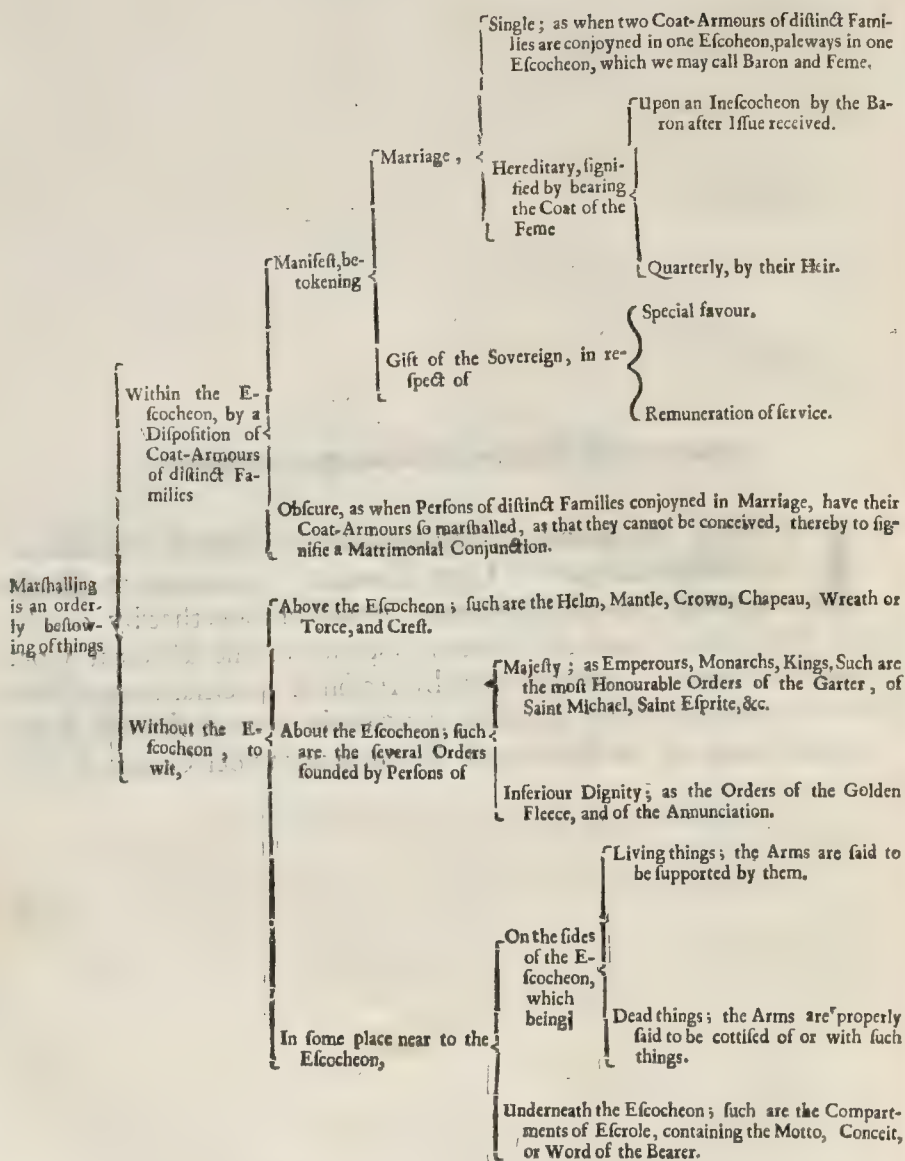 Single ; as when two Coat-Armours of diſtinct Fami-
lies are conjoyned in one Eſcoheon,paleways in one
Eſcocheon, which we may call Baron and Feme.
Upon an Ineſcocheon by the Ba-
ron after Iſſue received.
Marriage ,
Hereditary, ſigni-
fied by bearing
the Coat of the
Feme
Manifeſt,be-
tokening
Quarterly, by their Heir.
Special favour.
Gift of the Sovereign, in re-
ſpect of
Remuneration of ſervice.
Within the E-
ſcocheon, by a
Diſpoſition of
Coat-Armours
of diſtinct Fa-
milies
Obſcure, as when Perſons of diſtinct Families conjoyned in Marriage, have their
Coat-Armours ſo marſhalled, as that they cannot be conceived, thereby to ſig-
nifie a Matrimonial Conjunction.
Marſhalling
is an order-
ly beſtow-
ing of things
Above the Eſcocheon ; ſuch are the Helm, Mantle, Crown, Chapeau, Wreath or
Torce, and Creſt.
Majeſty ; as Emperours, Monarchs, Kings, Such are
the moſt Honourable Orders of the Garter , of
Saint Michael, Saint Eſprite, &c.
Without the E-
ſcocheon , to
wit,
About the Eſcocheon ; ſuch
are the ſeveral Orders
founded by Perſons of
Inferiour Dignity ; as the Orders of the Golden
Fleece, and of the Annunciation.
Living things ; the Arms are ſaid to
be ſupported by them.
On the ſides
of the E-
ſcocheon,
which
being
Dead things ; the Arms are properly
ſaid to be cottiſed of or with ſuch
things.
In ſome place near to the
Eſcocheon,
Underneath the Eſcocheon ; ſuch are the Compart-
ments of Eſcrole, containing the Motto, Conceit,
or Word of the Bearer.